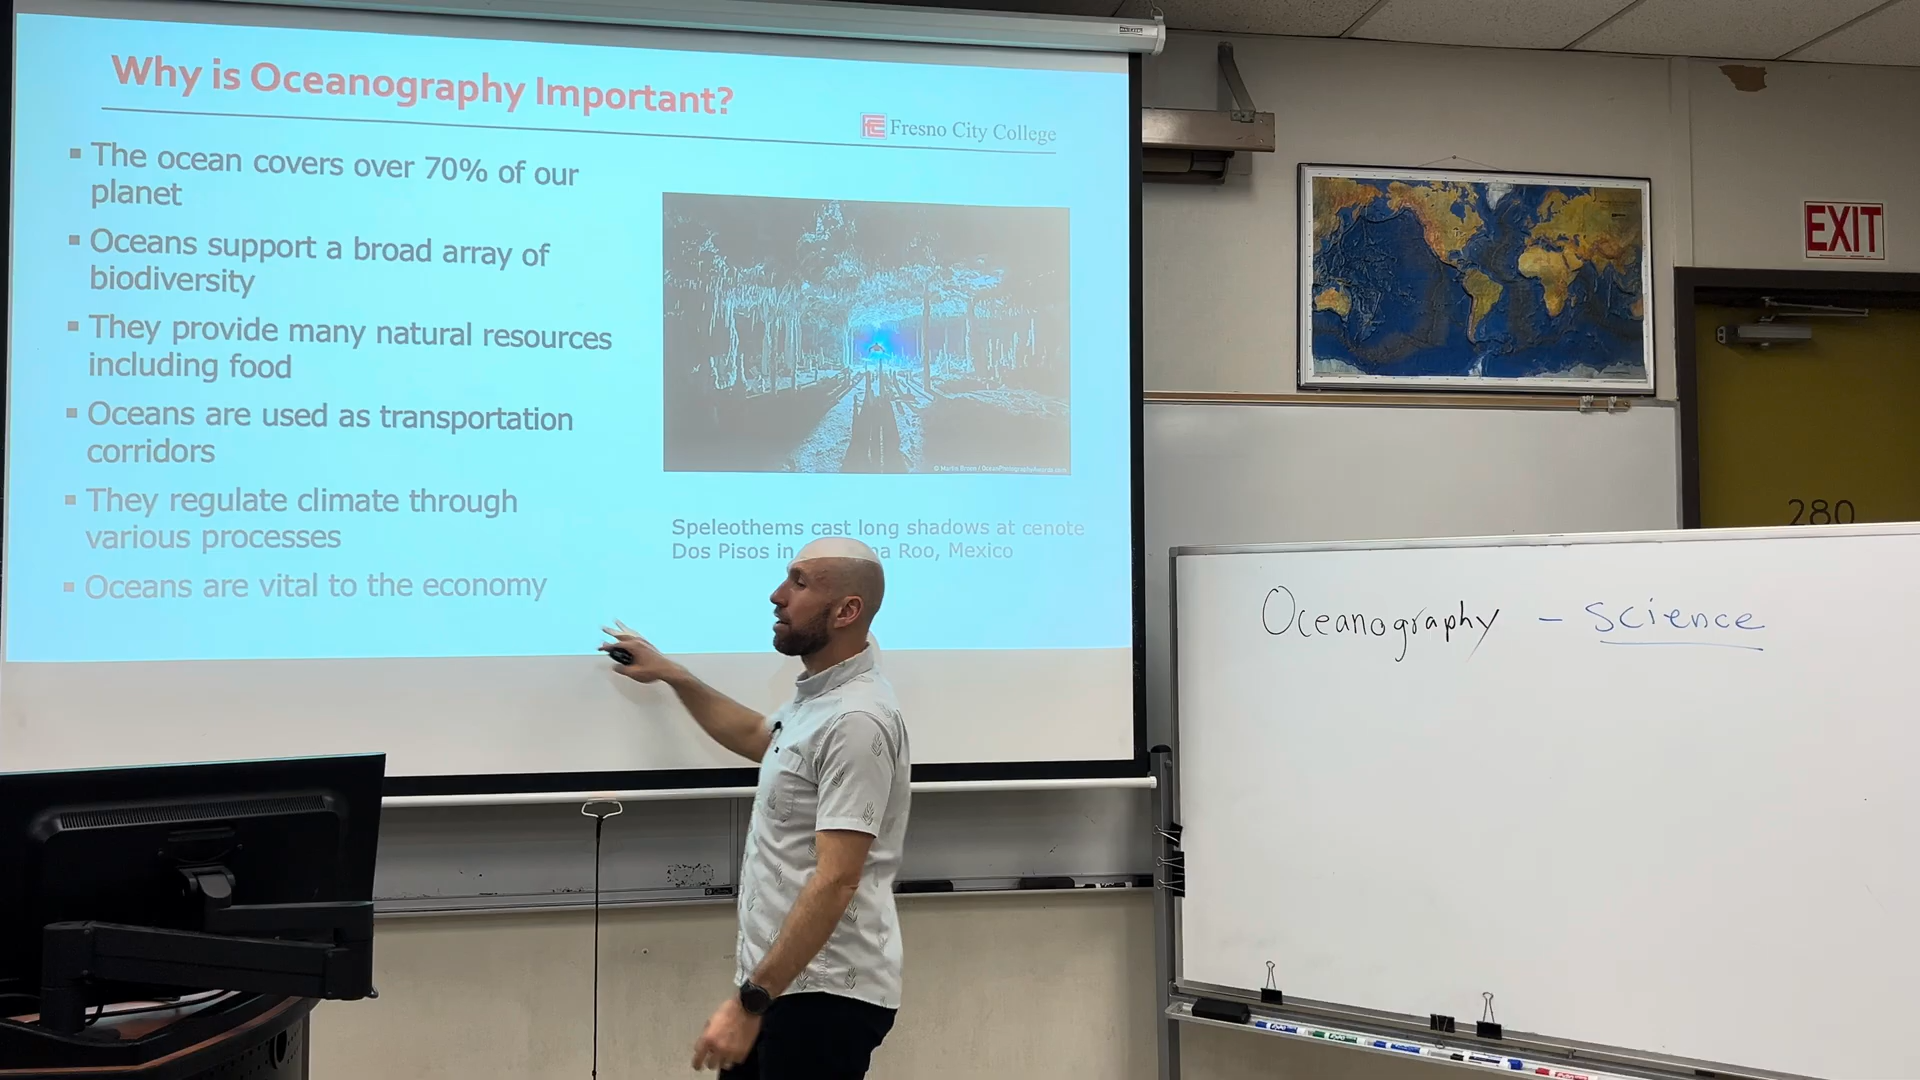 Why is Oceanography Important?
Fresno City College
The ocean covers over 70% of our
planet
Oceans support a broad array of
biodiversity
They provide many natural resources
including food
Oceans are used as transportation
corridors
They regulate climate through
various processes
Oceans are vital to the economy
Speleothems cast long shadows at cenote
Dos Pisos in Roo, Mexico
EXIT
280
Oceanography - Science